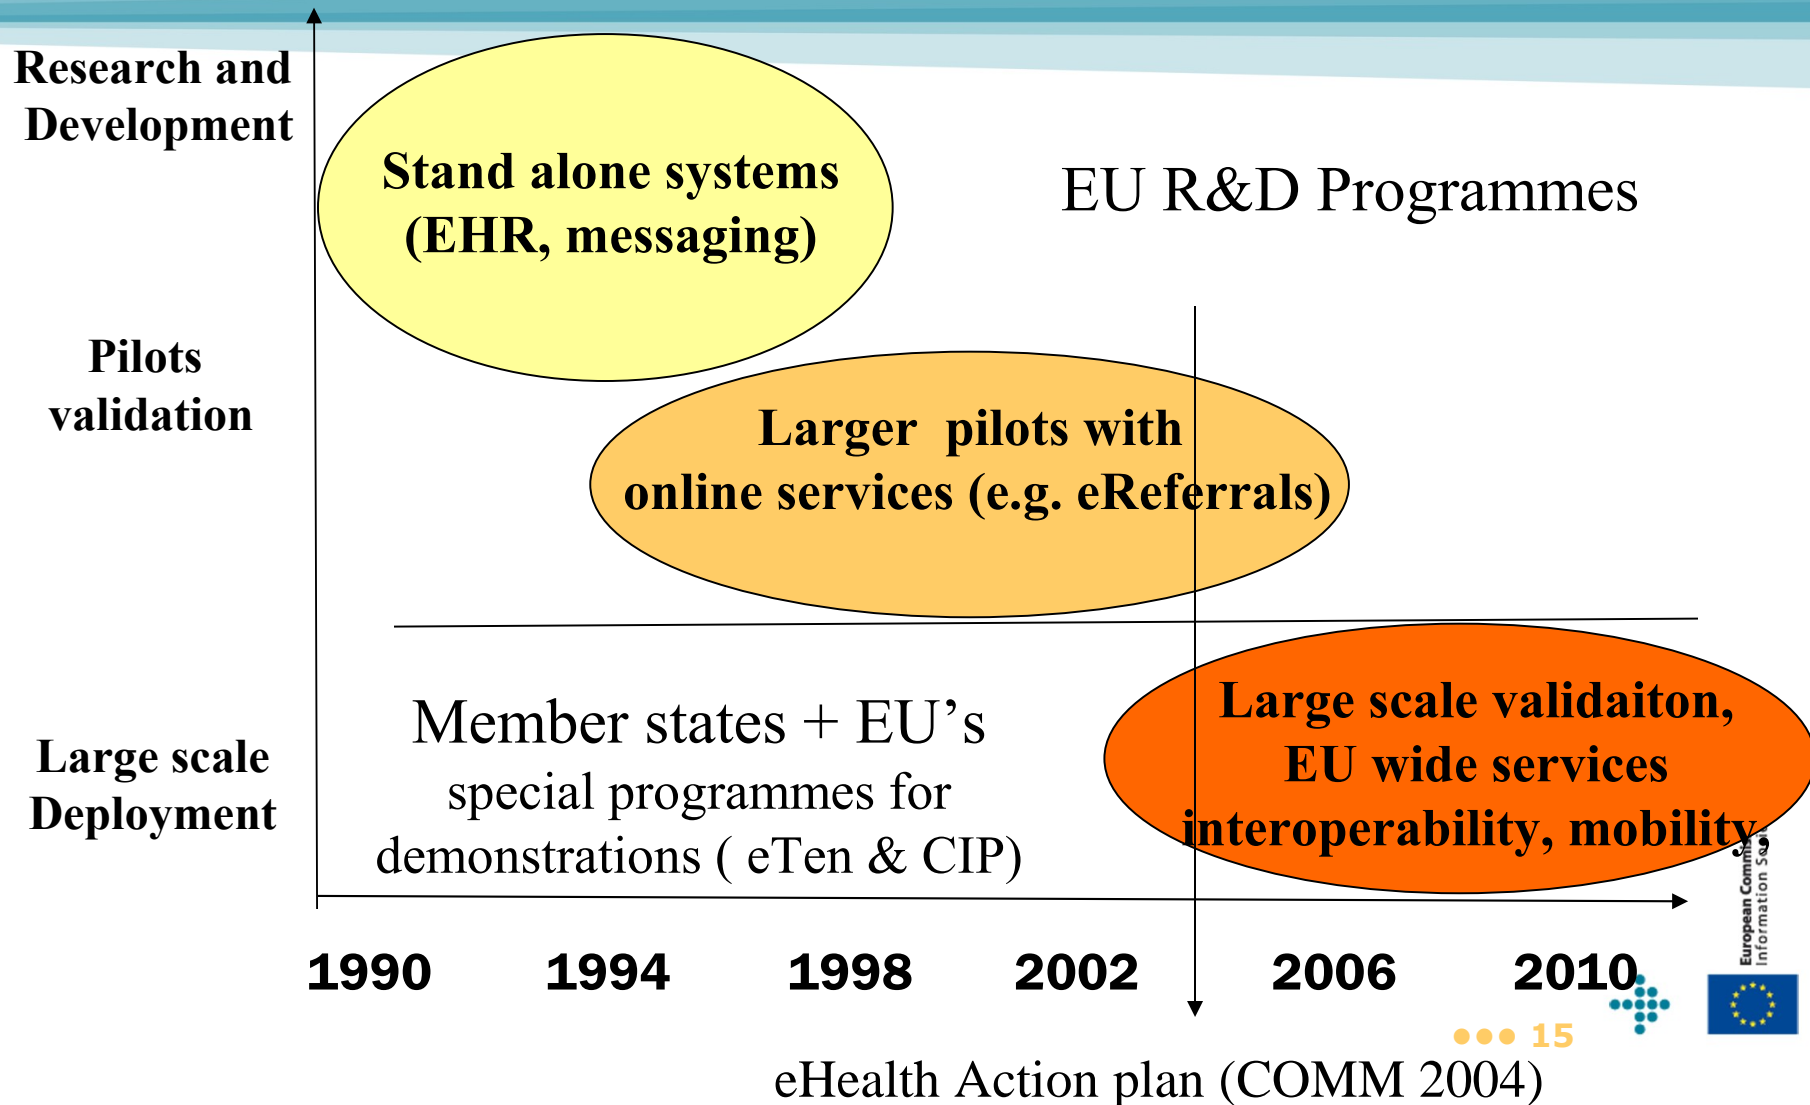 Research and
Development
Stand alone systems
(EHR, messaging)
EU R&D Programmes
Pilots
validation
Larger pilots with
online services (e.g. eReferrals)
Member states + EU’s
special programmes for
demonstrations ( eTen & CIP)
Large scale
Deployment
Large scale validaiton,
EU wide services
interoperability, mobility,
European
Information
1990 1994 1998 2002 2006 2010
15
eHealth Action plan (COMM 2004)